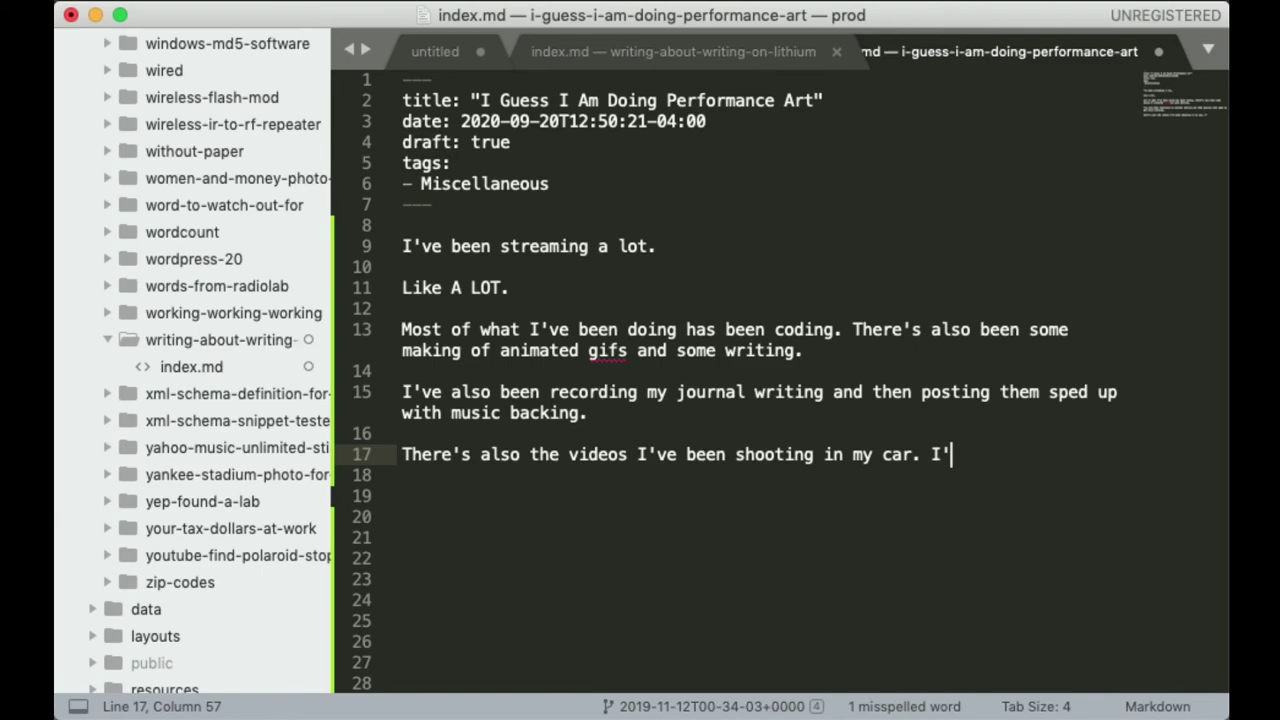 index.md — i-guess-i-am-doing-performance-art — prod
UNREGISTERED
untitled
index.md — writing-about-writing-on-lithium
md — i-guess-i-am-doing-performance-art
windows-md5-software
wired
wireless-flash-mod
wireless-ir-to-rf-repeater
without-paper
women-and-money-photo-
word-to-watch-out-for
wordcount
wordpress-20
words-from-radiolab
working-working-working
writing-about-writing-
<> index.md
xml-schema-definition-for-
xml-schema-snippet-teste
yahoo-music-unlimited-sti
yankee-stadium-photo-for
yep-found-a-lab
your-tax-dollars-at-work
youtube-find-polaroid-stop
zip-codes
data
layouts
public
resources
1 ---
2 title: "I Guess I Am Doing Performance Art"
3 date: 2020-09-20T12:50:21-04:00
4 draft: true
5 tags:
6 - Miscellaneous
7 ---
8
9 I've been streaming a lot.
10
11 Like A LOT.
12
13 Most of what I've been doing has been coding. There's also been some
making of animated gifs and some writing.
14
15 I've also been recording my journal writing and then posting them sped up
with music backing.
16
17 There's also the videos I've been shooting in my car. I'
18
19
20
21
22
23
24
25
26
27
28
Line 17, Column 57
2019-11-12T00-34-03+0000 4
1 misspelled word
Tab Size: 4
Markdown